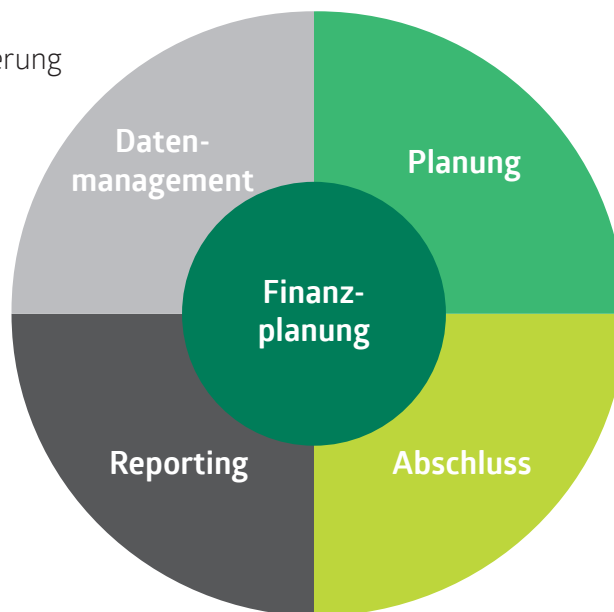 erung
Daten-
management
Planung
Finanz-
planung
Reporting
Abschluss